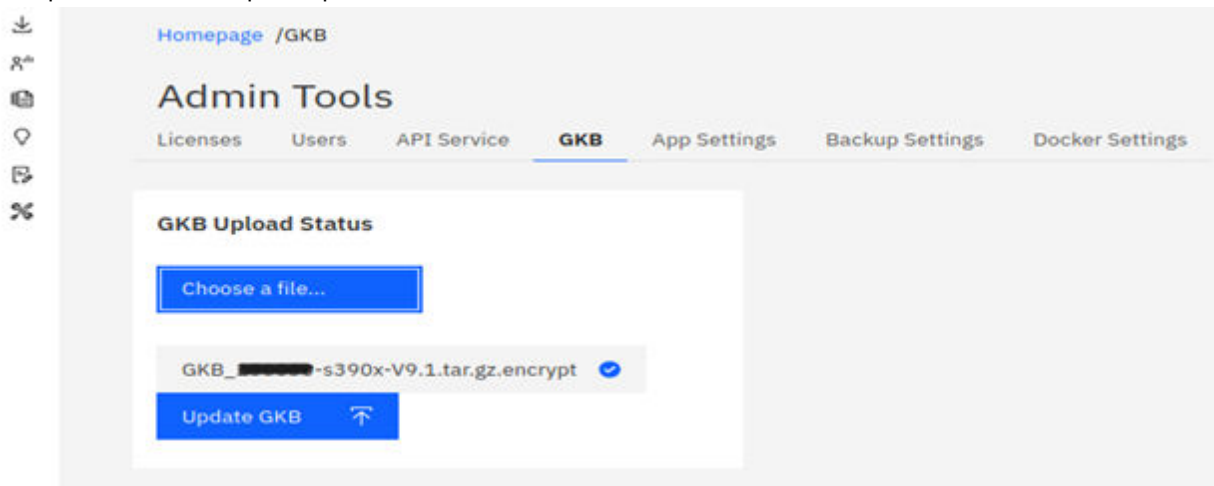 Homepage /GKB
Admin Tools
Licenses Users API Service GKB App Settings Backup Settings Docker Settings
GKB Upload Status
Choose a file...
GKB_ -s390x-V9.1.tar.gz.encrypt
Update GKB